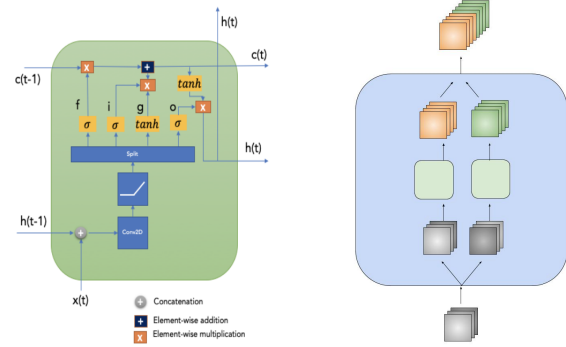 h(t)
c(t-1)
x
+
c(t)
tanh
x
f
i
g
o
x
σ
σ
tanh
σ
Split
h(t)
h(t-1)
+
Conv2D
x(t)
+ Concatenation
+ Element-wise addition
x Element-wise multiplication